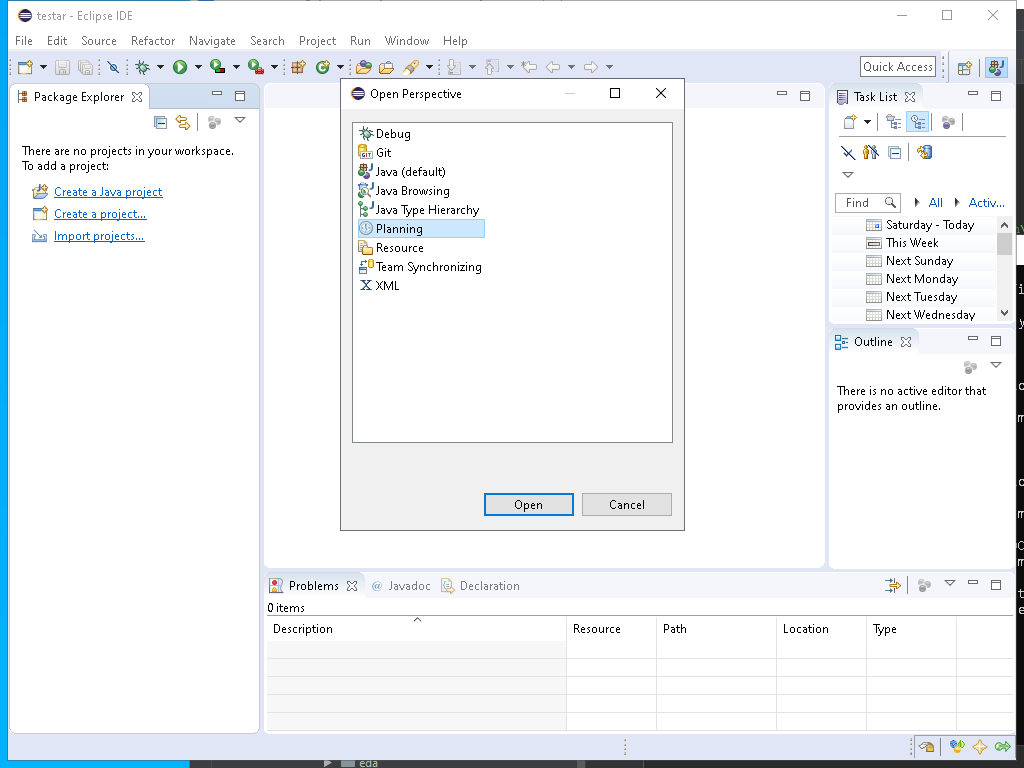 testar - Eclipse IDE
File Edit Source Refactor Navigate Search Project Run Window Help
Quick Access
Package Explorer
There are no projects in your workspace.
To add a project:
Create a Java project
Create a project...
Import projects...
Open Perspective
Debug
Git
Java (default)
Java Browsing
Java Type Hierarchy
Planning
Resource
Team Synchronizing
XML
Open Cancel
Task List
Find All Activ...
Saturday - Today
This Week
Next Sunday
Next Monday
Next Tuesday
Next Wednesday
Outline
There is no active editor that
provides an outline.
Problems @ Javadoc Declaration
0 items
Description Resource Path Location Type
eda